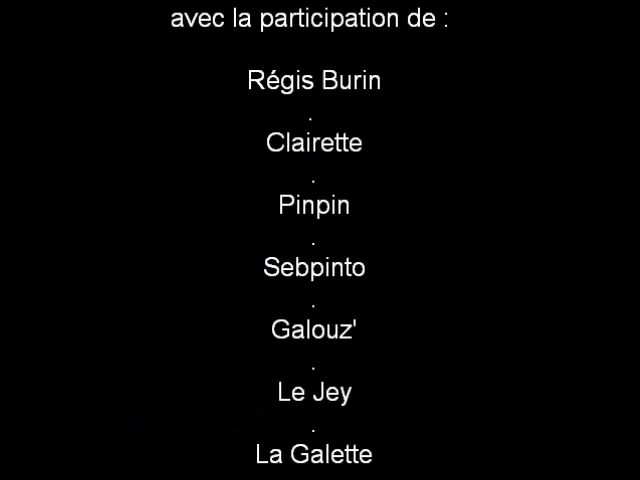 avec la participation de :
Régis Burin
.
Clairette
.
Pinpin
.
Sebpinto
.
Galouz'
.
Le Jey
.
La Galette